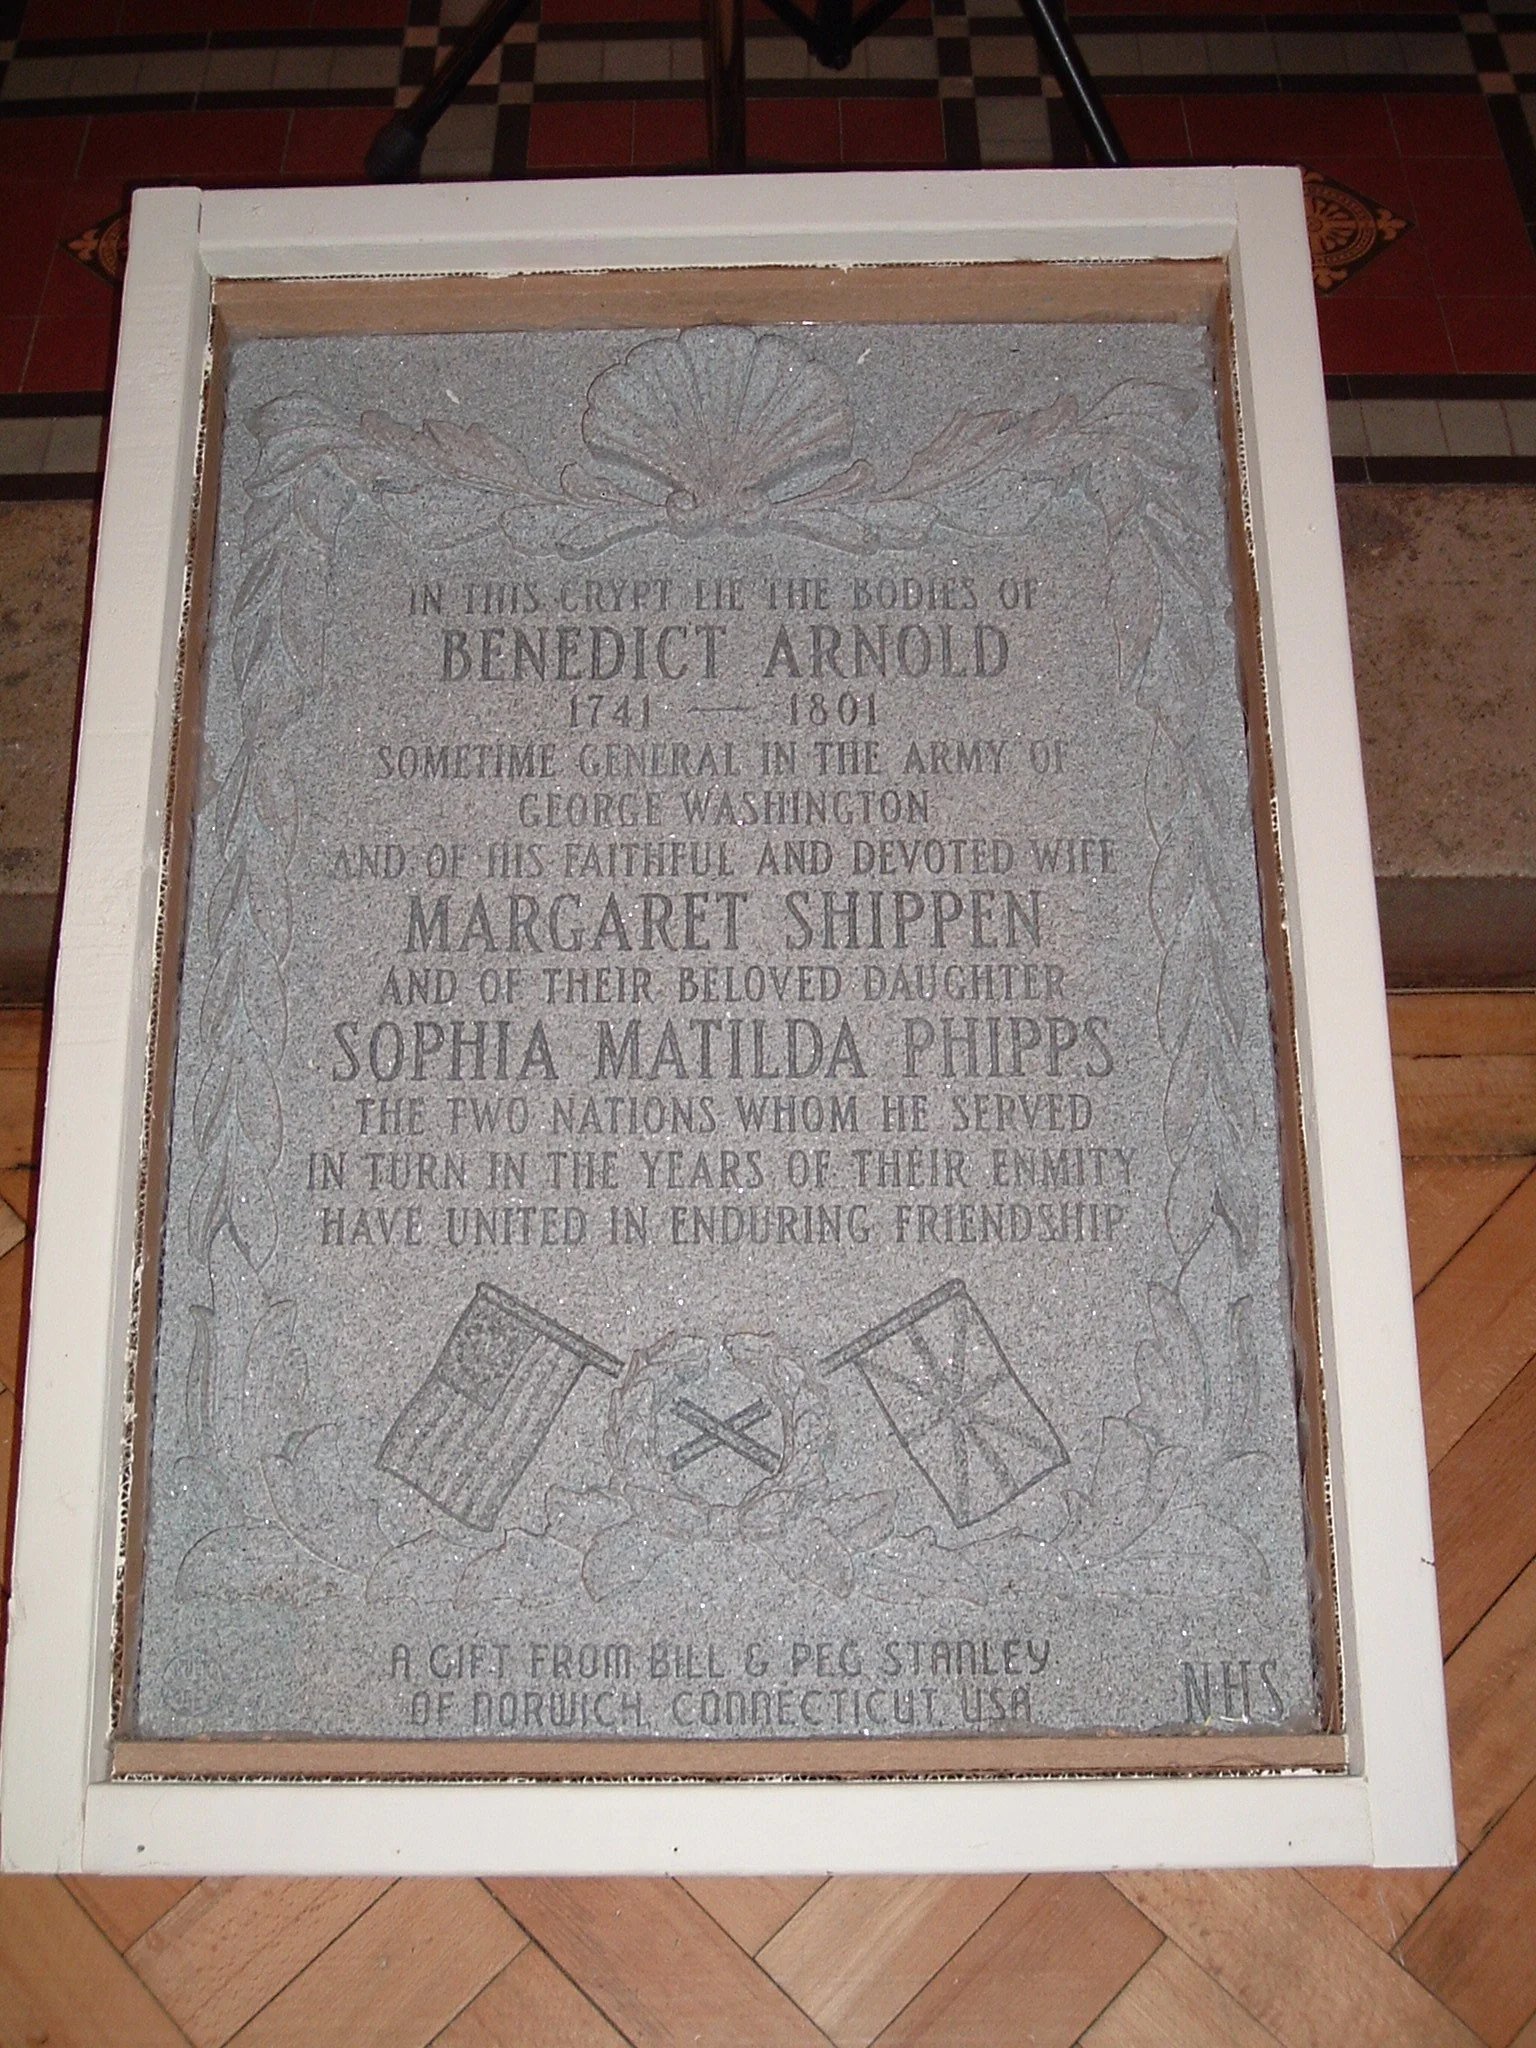 IN THIS CRYPT LIE THE BODIES OF
BENEDICT ARNOLD
1741 — 1801
SOMETIME GENERAL IN THE ARMY OF
GEORGE WASHINGTON
AND OF HIS FAITHFUL AND DEVOTED WIFE
MARGARET SHIPPEN
AND OF THEIR BELOVED DAUGHTER
SOPHIA MATILDA PHIPPS
THE TWO NATIONS WHOM HE SERVED
IN TURN IN THE YEARS OF THEIR ENMITY
HAVE UNITED IN ENDURING FRIENDSHIP
A GIFT FROM BILL & PEG STANLEY
OF NORWICH, CONNECTICUT, USA
NHS